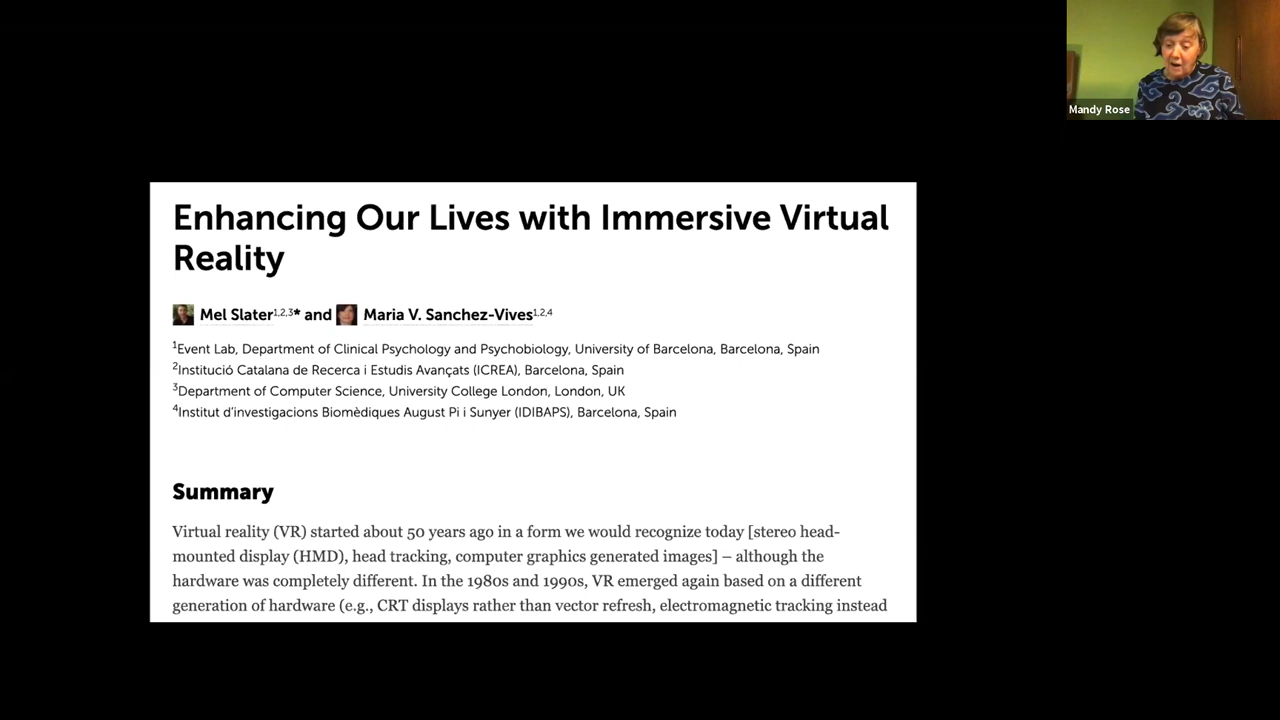 Mandy Rose
Enhancing Our Lives with Immersive Virtual
Reality
Mel Slater1,2,3* and Maria V. Sanchez-Vives1,2,4
1Event Lab, Department of Clinical Psychology and Psychobiology, University of Barcelona, Barcelona, Spain
2Institució Catalana de Recerca i Estudis Avançats (ICREA), Barcelona, Spain
3Department of Computer Science, University College London, London, UK
4Institut d’investigacions Biomèdiques August Pi i Sunyer (IDIBAPS), Barcelona, Spain
Summary
Virtual reality (VR) started about 50 years ago in a form we would recognize today [stereo head-
mounted display (HMD), head tracking, computer graphics generated images] – although the
hardware was completely different. In the 1980s and 1990s, VR emerged again based on a different
generation of hardware (e.g., CRT displays rather than vector refresh, electromagnetic tracking instead